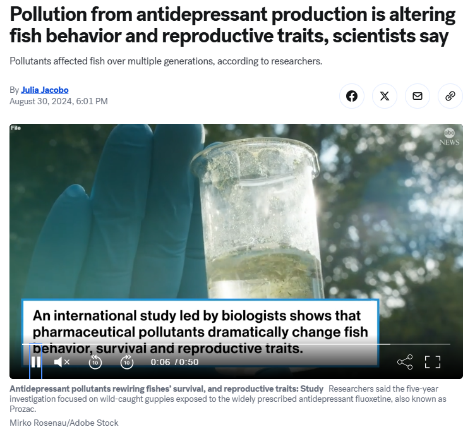 Pollution from antidepressant production is altering
fish behavior and reproductive traits, scientists say
Pollutants affected fish over multiple generations, according to researchers.
By Julia Jacobo
August 30, 2024, 6:01 PM
File
abc
NEWS
An international study led by biologists shows that
pharmaceutical pollutants dramatically change fish
behavior, survival and reproductive traits.
10
10
0:06 / 0:50
Antidepressant pollutants rewiring fishes' survival, and reproductive traits: Study Researchers said the five-year
investigation focused on wild-caught guppies exposed to the widely prescribed antidepressant fluoxetine, also known as
Prozac.
Mirko Rosenau/Adobe Stock